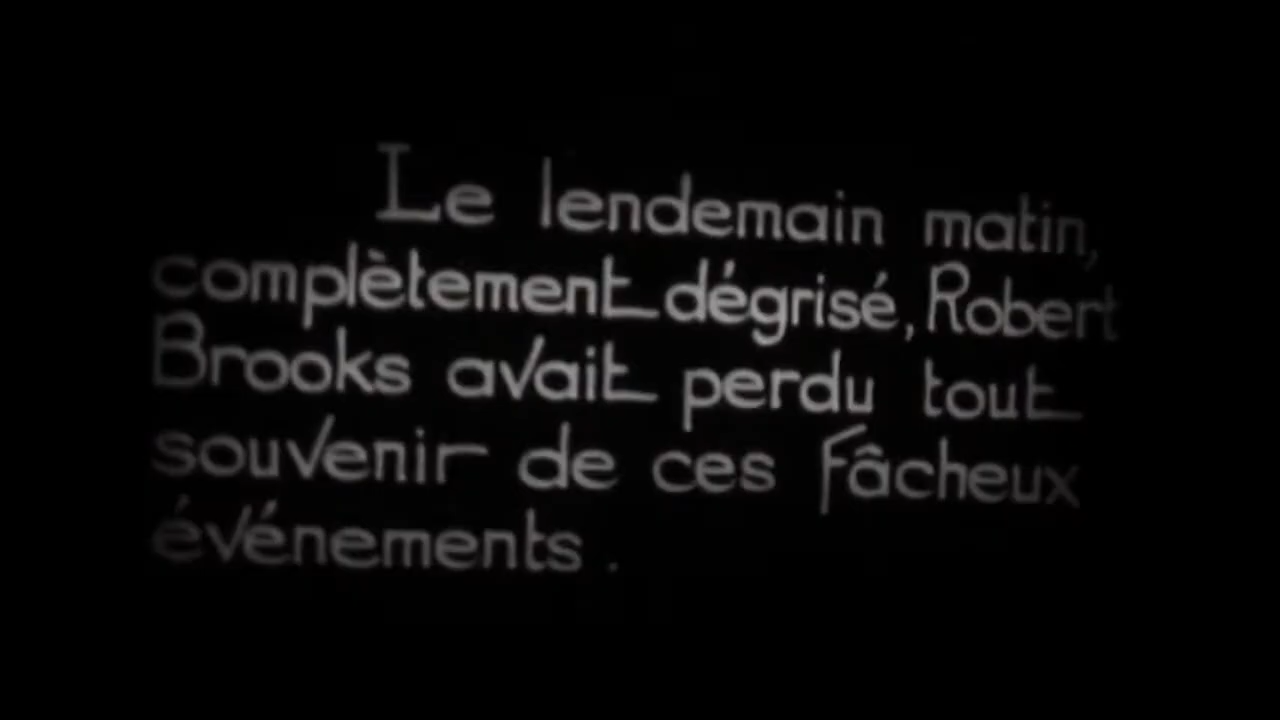 Le lendemain matin,
complètement dégrisé, Robert
Brooks avait perdu tout
souvenir de ces fâcheux
événements.